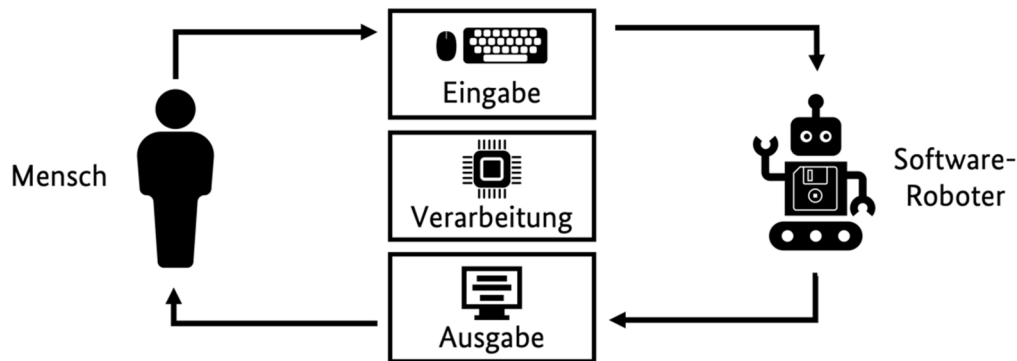 Eingabe
Mensch
Verarbeitung
Software-
Roboter
Ausgabe